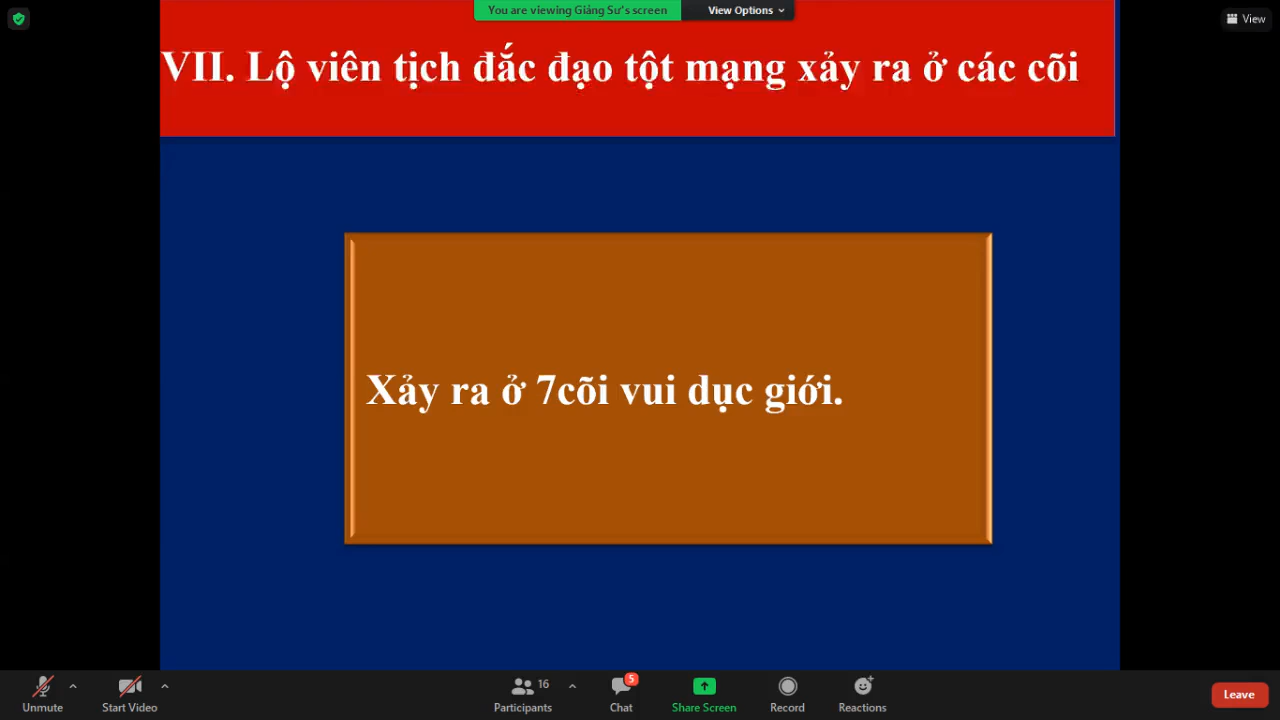 You are viewing Giảng Sư's screen
View Options
View
VII. Lộ viên tịch đắc đạo tột mạng xảy ra ở các cõi
Xảy ra ở 7cõi vui dục giới.
16
5
Unmute
Start Video
Participants
Chat
Share Screen
Record
Reactions
Leave